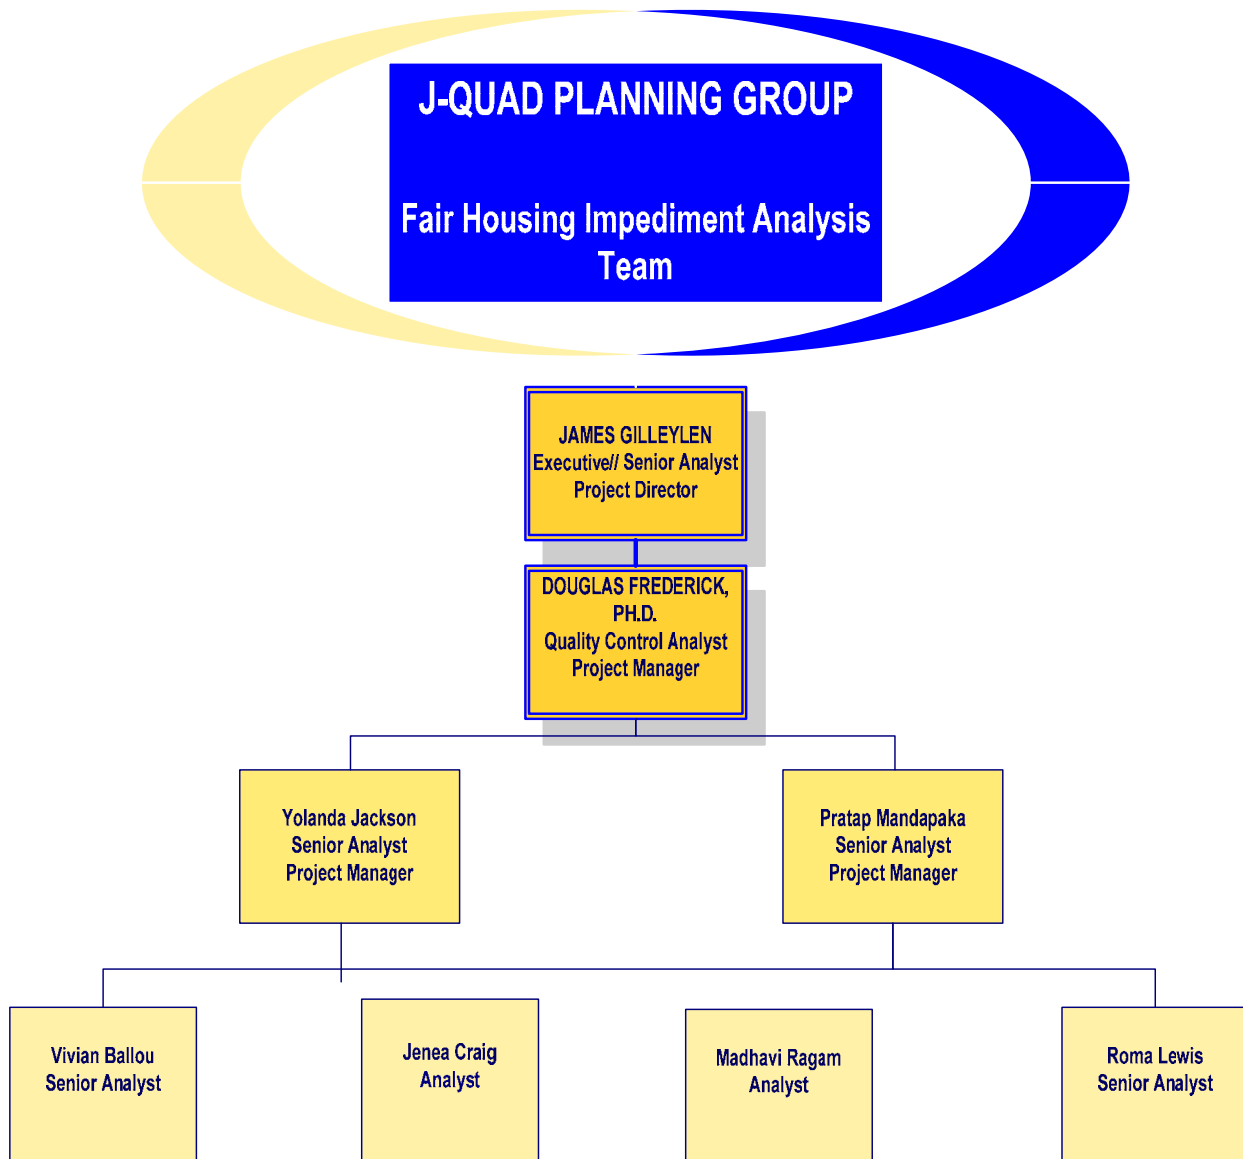 J-QUAD PLANNING GROUP
Fair Housing Impediment Analysis
Team
JAMES GILLEYLEN
Executive// Senior Analyst
Project Director
DOUGLAS FREDERICK,
PH.D.
Quality Control Analyst
Project Manager
Yolanda Jackson
Senior Analyst
Project Manager
Pratap Mandapaka
Senior Analyst
Project Manager
Vivian Ballou
Senior Analyst
Jenea Craig
Analyst
Madhavi Ragam
Analyst
Roma Lewis
Senior Analyst